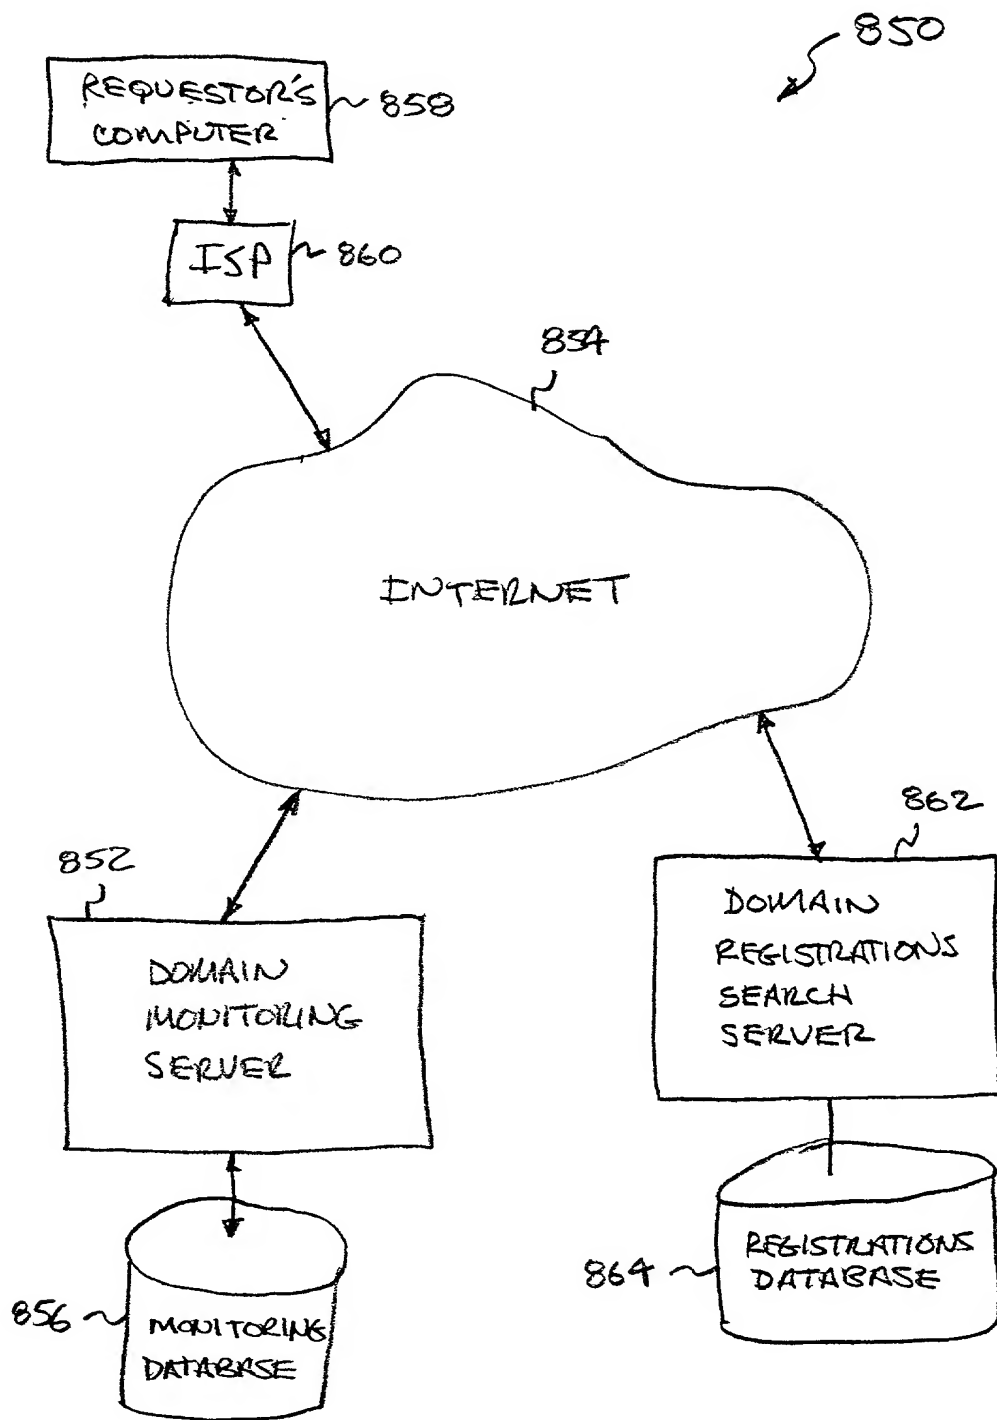 850
REQUESTOR'S
COMPUTER
858
ISP
860
854
INTERNET
852
DOMAIN
MONITORING
SERVER
862
DOMAIN
REGISTRATIONS
SEARCH
SERVER
856
MONITORING
DATABASE
864
REGISTRATIONS
DATABASE